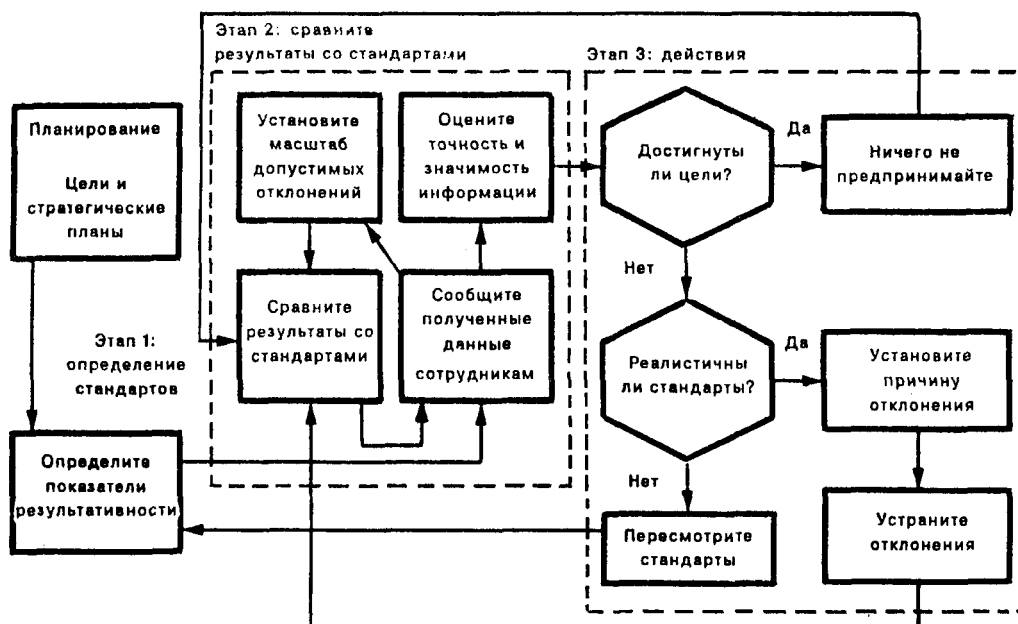 Этап 2: сравните
результаты со стандартами
Этап 3: действия
Планирование
Цели и
стратегические
планы
Этап 1:
определение
стандартов
Определите
показатели
результативности
Установите
масштаб
допустимых
отклонений
Оцените
точность и
значимость
информации
Сравните
результаты со
стандартами
Сообщите
полученные
данные
сотрудникам
Достигнуты
ли цели?
Да
Ничего не
предпринимайте
Нет
Реалистичны
ли стандарты?
Да
Установите
причину
отклонения
Нет
Пересмотрите
стандарты
Устраните
отклонения